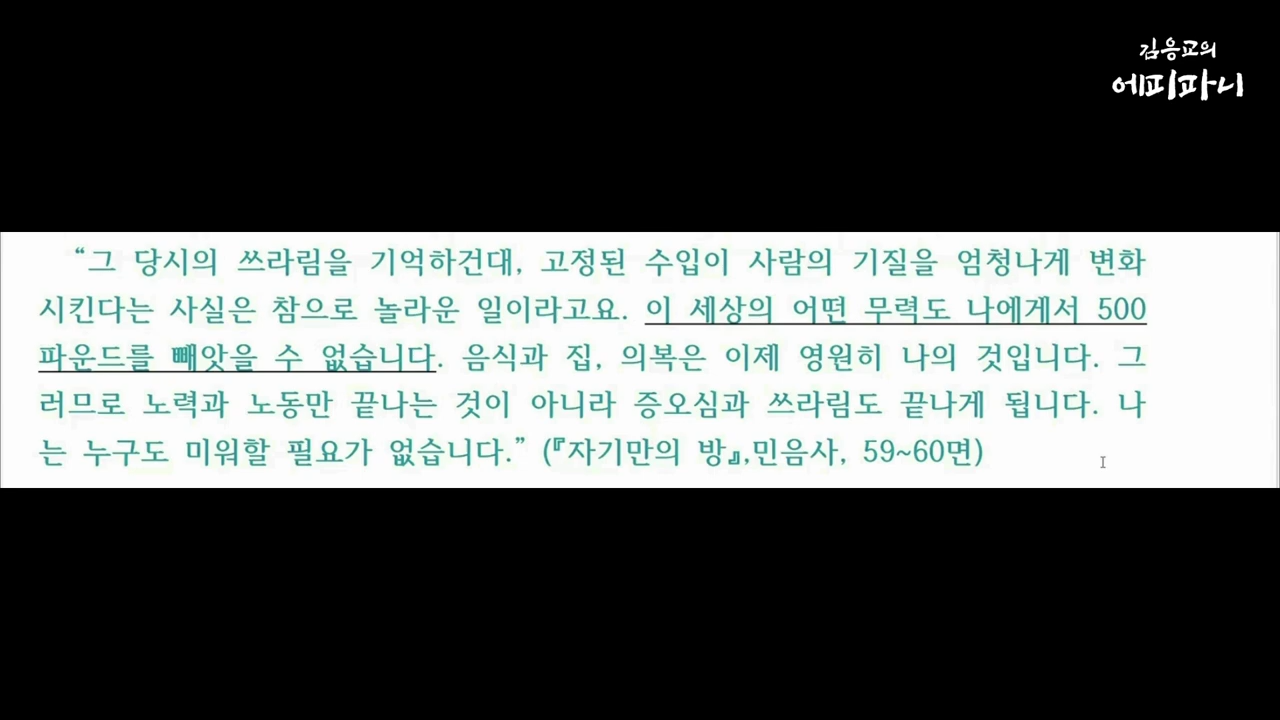 김응교의
에피파니
“그 당시의 쓰라림을 기억하건대, 고정된 수입이 사람의 기질을 엄청나게 변화
시킨다는 사실은 참으로 놀라운 일이라고요. 이 세상의 어떤 무력도 나에게서 500
파운드를 빼앗을 수 없습니다. 음식과 집, 의복은 이제 영원히 나의 것입니다. 그
러므로 노력과 노동만 끝나는 것이 아니라 증오심과 쓰라림도 끝나게 됩니다. 나
는 누구도 미워할 필요가 없습니다.” (『자기만의 방』,민음사, 59~60면)